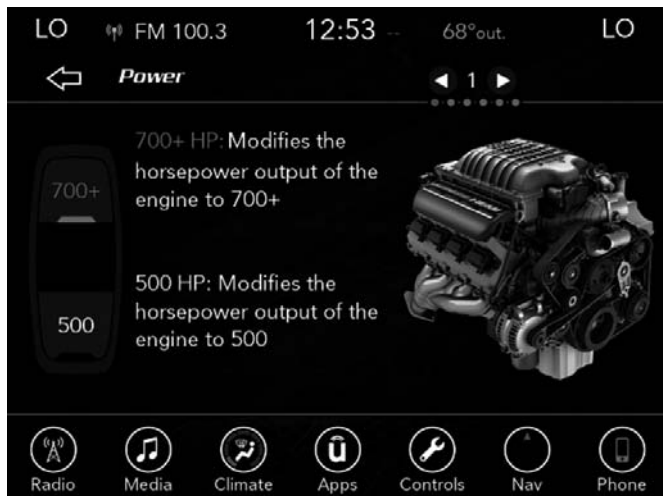 LO FM 100.3 12:53 -- 68°out. LO
Power 1
700+ HP: Modifies the
horsepower output of the
engine to 700+
700+
500 HP: Modifies the
horsepower output of the
engine to 500
500
Radio Media Climate Apps Controls Nav Phone